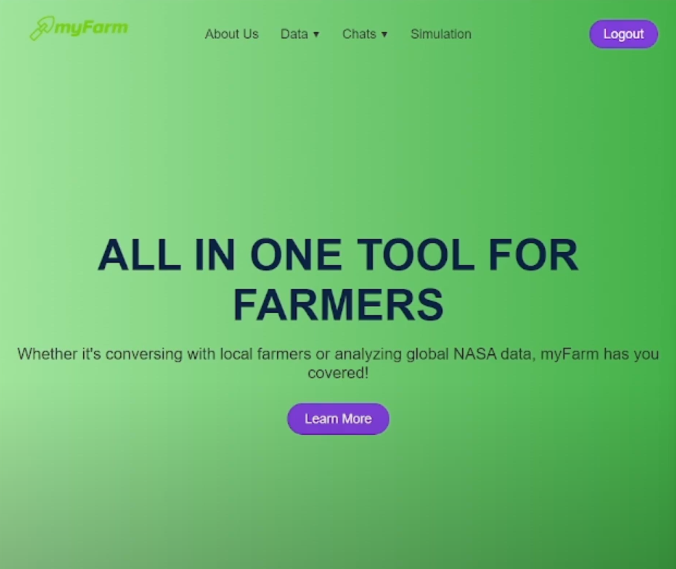 myFarm
About Us Data ▼ Chats ▼ Simulation
Logout
ALL IN ONE TOOL FOR
FARMERS
Whether it's conversing with local farmers or analyzing global NASA data, myFarm has you
covered!
Learn More